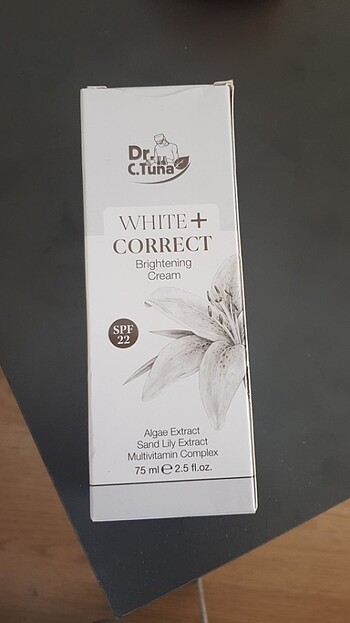 Dr.
C.Tuna
WHITE +
CORRECT
Brightening
Cream
SPF
22
Algae Extract
Sand Lily Extract
Multivitamin Complex
75 ml ℮ 2.5 fl.oz.